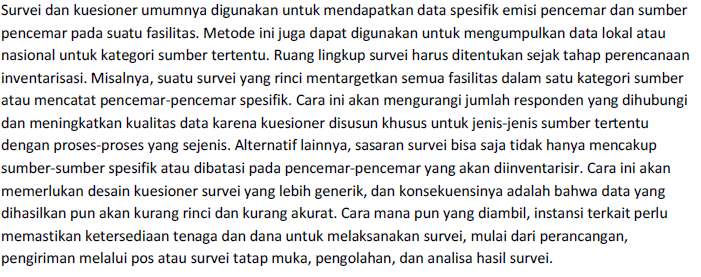 Survei dan kuesioner umumnya digunakan untuk mendapatkan data spesifik emisi pencemar dan sumber
pencemar pada suatu fasilitas. Metode ini juga dapat digunakan untuk mengumpulkan data lokal atau
nasional untuk kategori sumber tertentu. Ruang lingkup survei harus ditentukan sejak tahap perencanaan
inventarisasi. Misalnya, suatu survei yang rinci mentargetkan semua fasilitas dalam satu kategori sumber
atau mencatat pencemar-pencemar spesifik. Cara ini akan mengurangi jumlah responden yang dihubungi
dan meningkatkan kualitas data karena kuesioner disusun khusus untuk jenis-jenis sumber tertentu
dengan proses-proses yang sejenis. Alternatif lainnya, sasaran survei bisa saja tidak hanya mencakup
sumber-sumber spesifik atau dibatasi pada pencemar-pencemar yang akan diinventarisir. Cara ini akan
memerlukan desain kuesioner survei yang lebih generik, dan konsekuensinya adalah bahwa data yang
dihasilkan pun akan kurang rinci dan kurang akurat. Cara mana pun yang diambil, instansi terkait perlu
memastikan ketersediaan tenaga dan dana untuk melaksanakan survei, mulai dari perancangan,
pengiriman melalui pos atau survei tatap muka, pengolahan, dan analisa hasil survei.